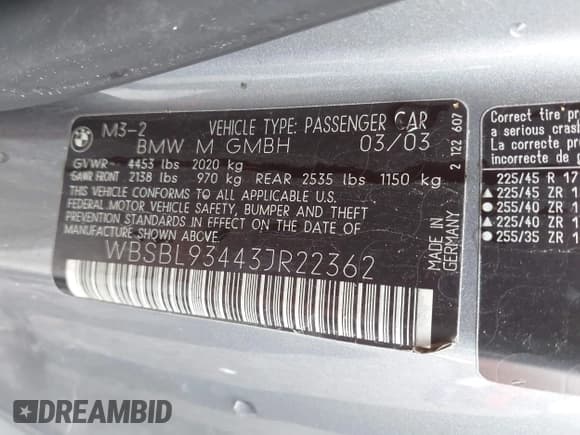 M3-2 VEHICLE TYPE: PASSENGER CAR
BMW M GMBH 03/03
GVWR 4453 lbs 2020 kg
GAWR FRONT 2138 lbs 970 kg REAR 2535 lbs 1150 kg
THIS VEHICLE CONFORMS TO ALL APPLICABLE U.S.
FEDERAL MOTOR VEHICLE SAFETY, BUMPER AND THEFT
PREVENTION STANDARDS IN EFFECT ON THE DATE OF
MANUFACTURE SHOWN ABOVE.
WBSBL93443JR22362
MADE IN
GERMANY
2 122 607
Correct tire pr
a serious crash
La correcte pre
incorrecte de g
225/45 R 17
225/45 ZR 1
255/40 ZR 1
225/40 ZR 1
255/35 ZR 1
DREAMBID